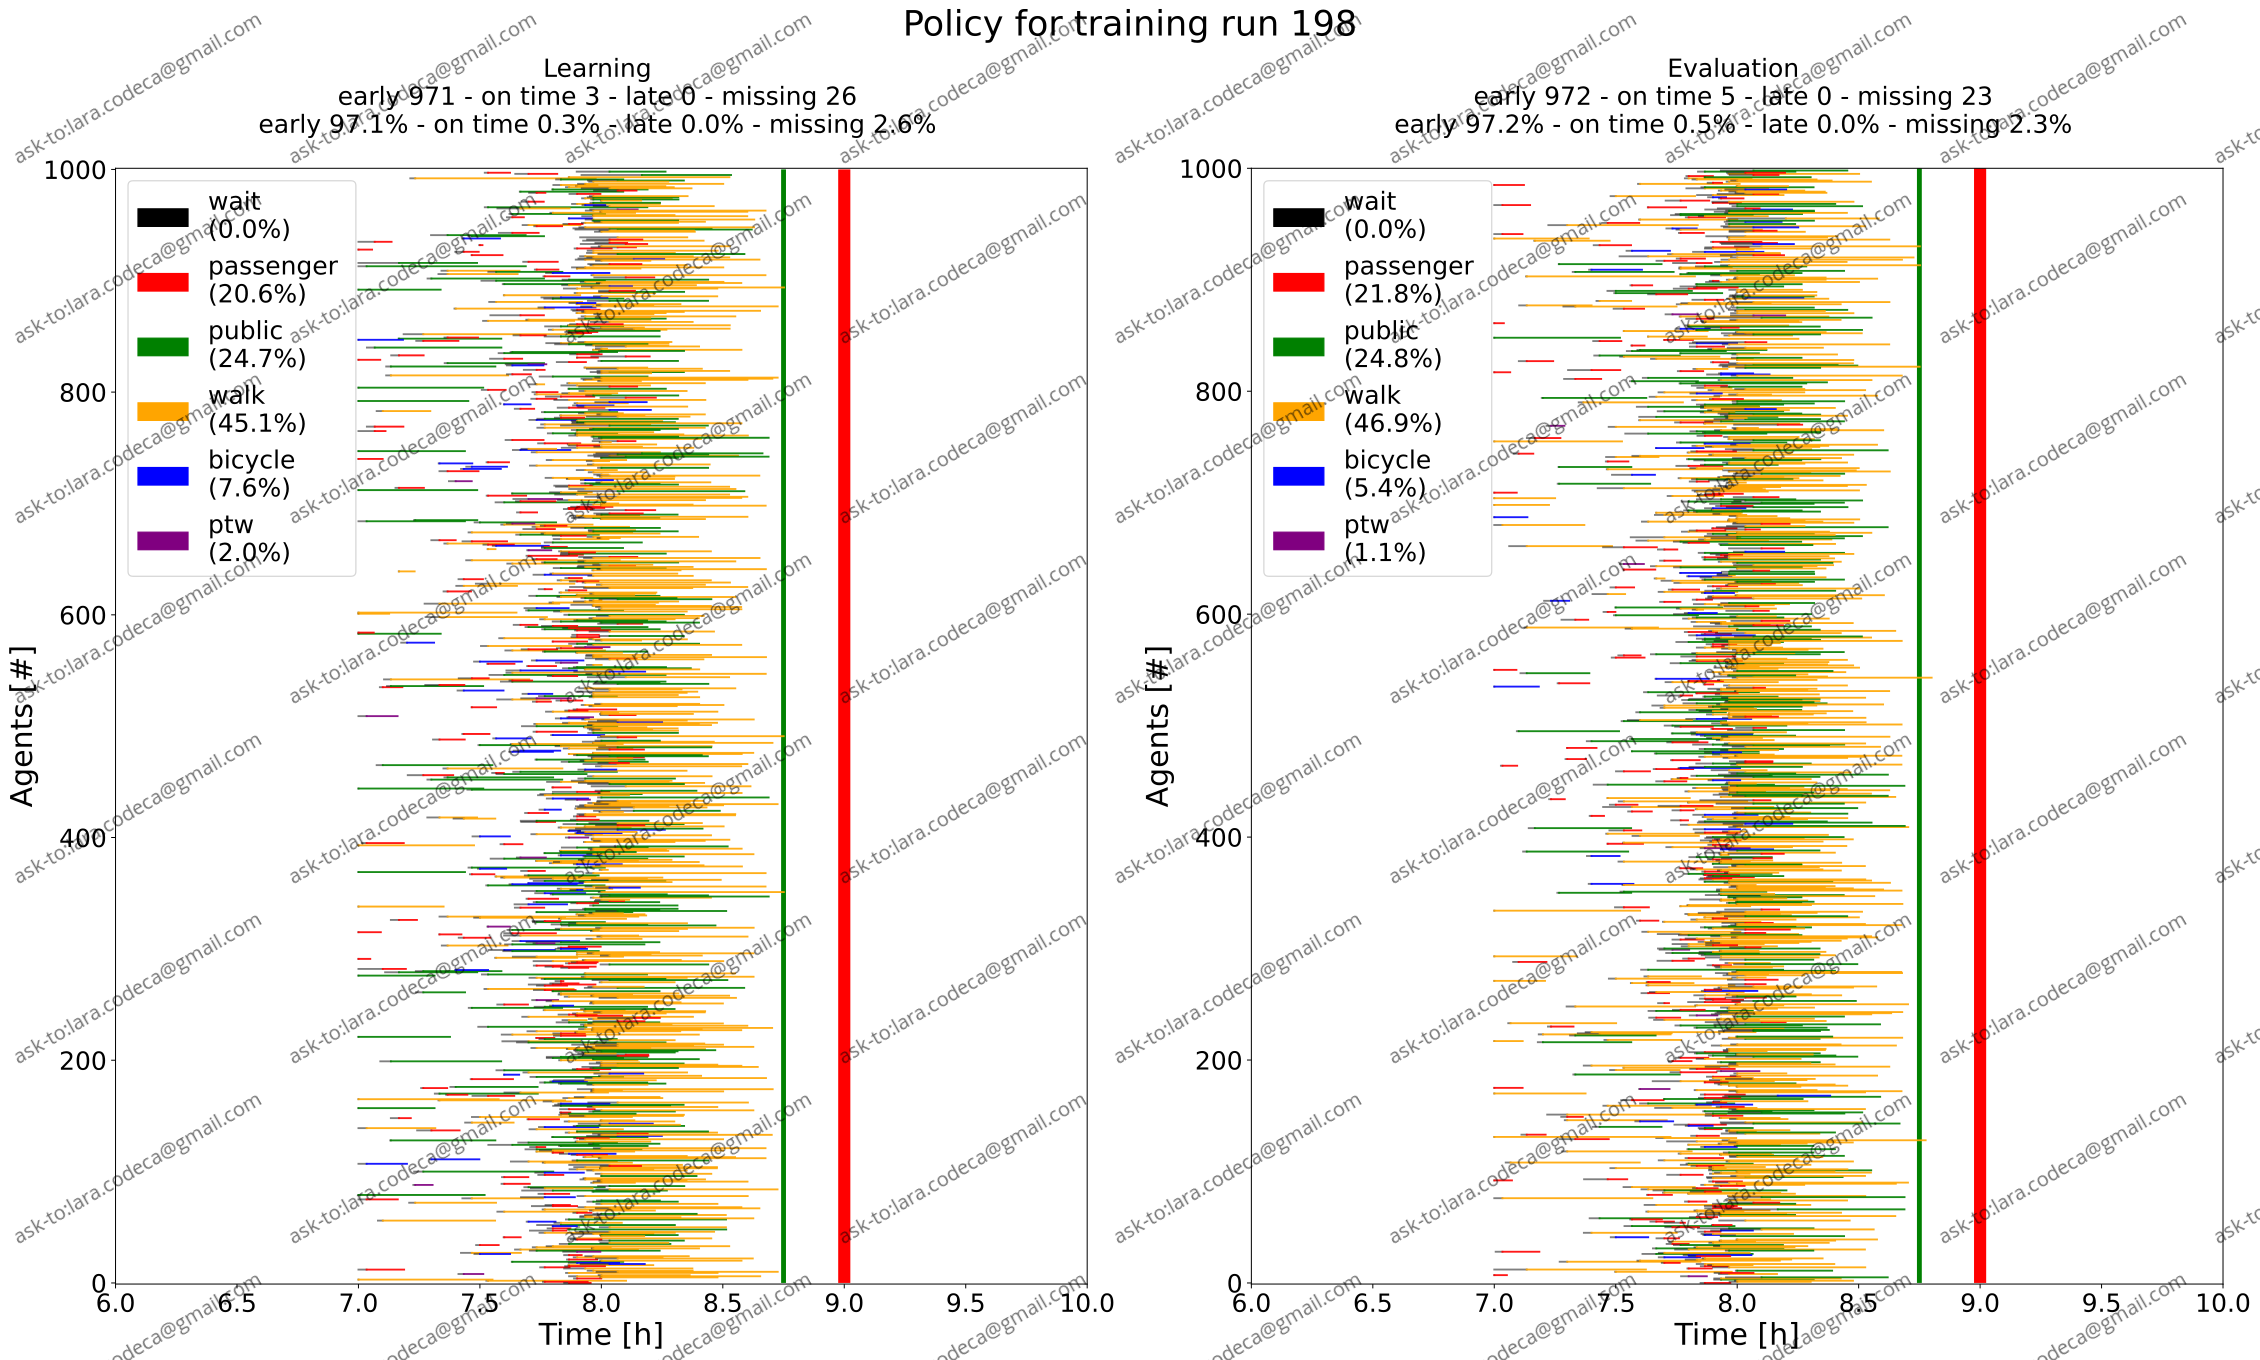 Policy for training run 198
Learning
early 971 - on time 3 - late 0 - missing 26
early 97.1% - on time 0.3% - late 0.0% - missing 2.6%
1000
800
600
400
200
0
Agents [#]
wait
(0.0%)
passenger
(20.6%)
public
(24.7%)
walk
(45.1%)
bicycle
(7.6%)
ptw
(2.0%)
6.0 6.5 7.0 7.5 8.0 8.5 9.0 9.5 10.0
Time [h]
Evaluation
early 972 - on time 5 - late 0 - missing 23
early 97.2% - on time 0.5% - late 0.0% - missing 2.3%
1000
800
600
400
200
0
Agents [#]
wait
(0.0%)
passenger
(21.8%)
public
(24.8%)
walk
(46.9%)
bicycle
(5.4%)
ptw
(1.1%)
6.0 6.5 7.0 7.5 8.0 8.5 9.0 9.5 10.0
Time [h]
ask-to:lara.codeca@gmail.com